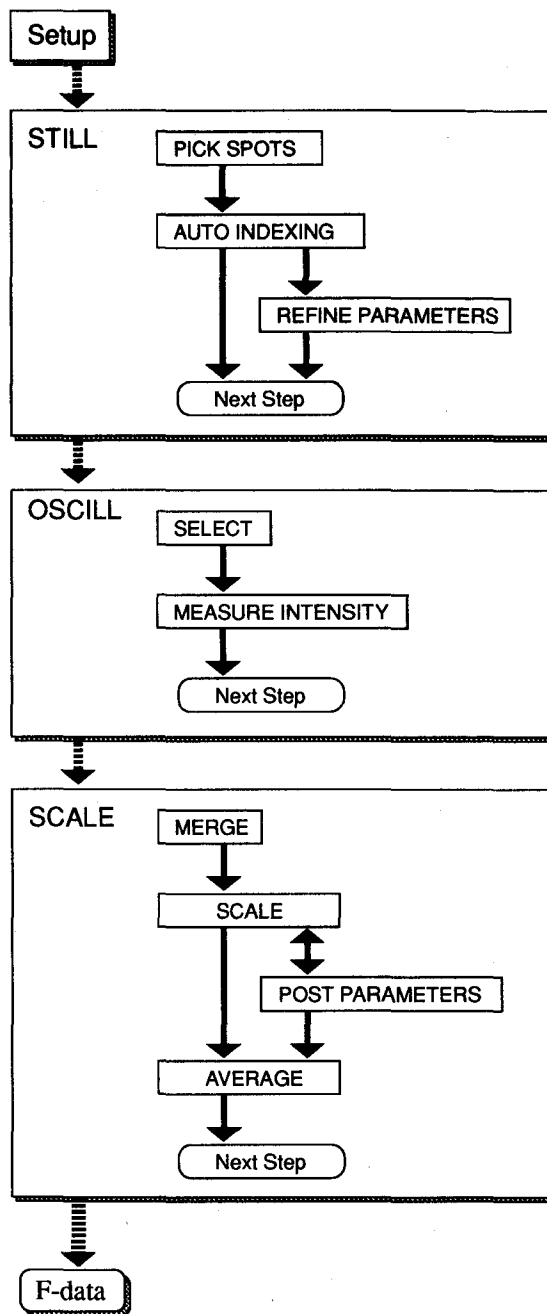 Setup
STILL
PICK SPOTS
AUTO INDEXING
REFINE PARAMETERS
Next Step
OSCILL
SELECT
MEASURE INTENSITY
Next Step
SCALE
MERGE
SCALE
POST PARAMETERS
AVERAGE
Next Step
F-data